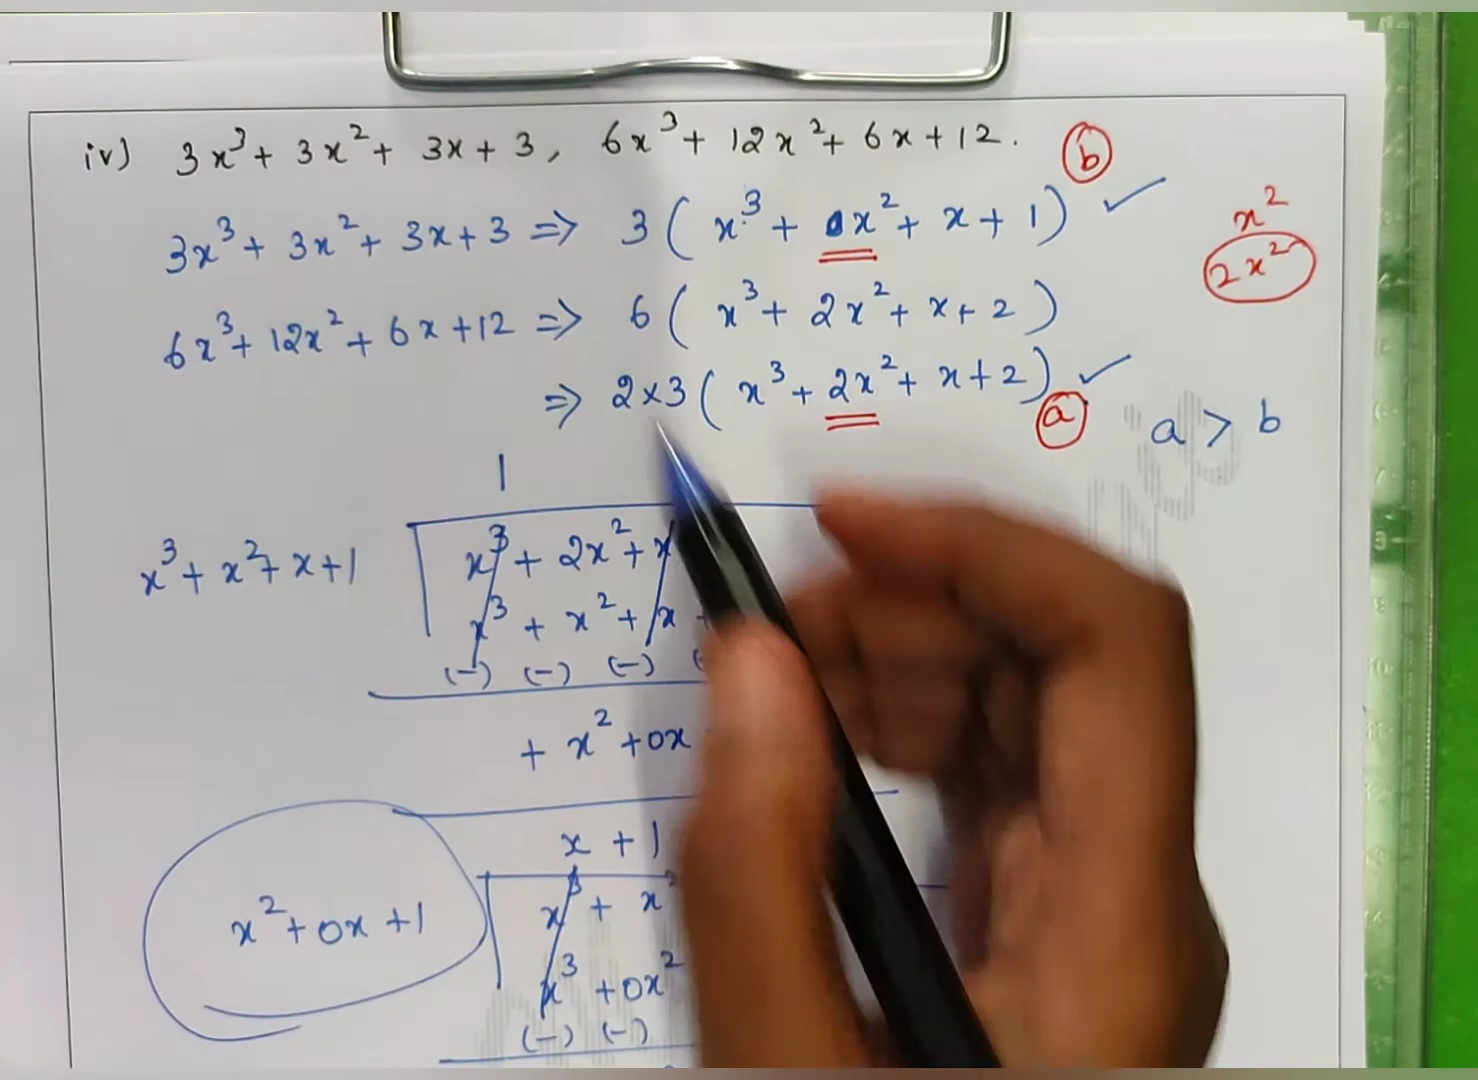 iv) 3x³ + 3x² + 3x + 3, 6x³ + 12x² + 6x + 12.
b
3x³ + 3x² + 3x + 3 ⇒ 3 ( x³ + x² + x + 1 ) ✓
x²
2x²
6x³ + 12x² + 6x + 12 ⇒ 6 ( x³ + 2x² + x + 2 )
⇒ 2 × 3 ( x³ + 2x² + x + 2 ) ✓
a
a > b
1
x³ + x² + x + 1
x³ + 2x² + x
x³ + x² + x +
(-) (-) (-)
+ x² + 0x
x + 1
x² + 0x + 1
x³ + x²
x³ + 0x²
(-) (-)